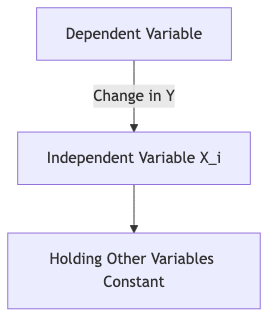 Dependent Variable
Change in Y
Independent Variable X_i
Holding Other Variables
Constant